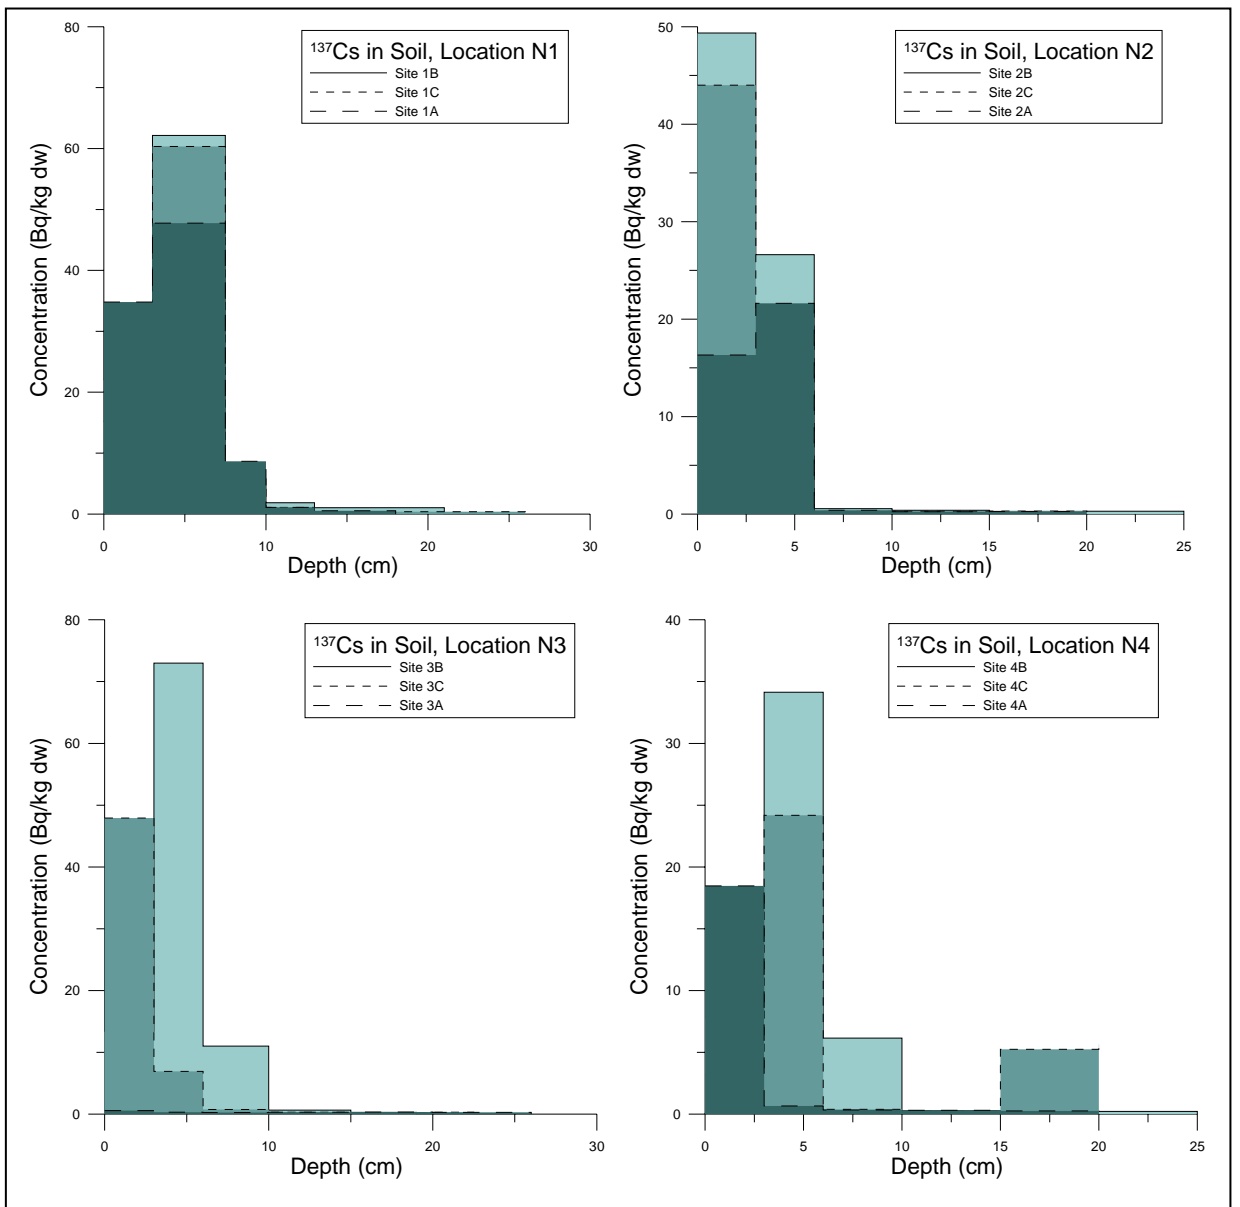 80
60
40
20
0
Concentration (Bq/kg dw)
¹³⁷Cs in Soil, Location N1
Site 1B
Site 1C
Site 1A
0 10 20 30
Depth (cm)
50
40
30
20
10
0
Concentration (Bq/kg dw)
¹³⁷Cs in Soil, Location N2
Site 2B
Site 2C
Site 2A
0 5 10 15 20 25
Depth (cm)
80
60
40
20
0
Concentration (Bq/kg dw)
¹³⁷Cs in Soil, Location N3
Site 3B
Site 3C
Site 3A
0 10 20 30
Depth (cm)
40
30
20
10
0
Concentration (Bq/kg dw)
¹³⁷Cs in Soil, Location N4
Site 4B
Site 4C
Site 4A
0 5 10 15 20 25
Depth (cm)